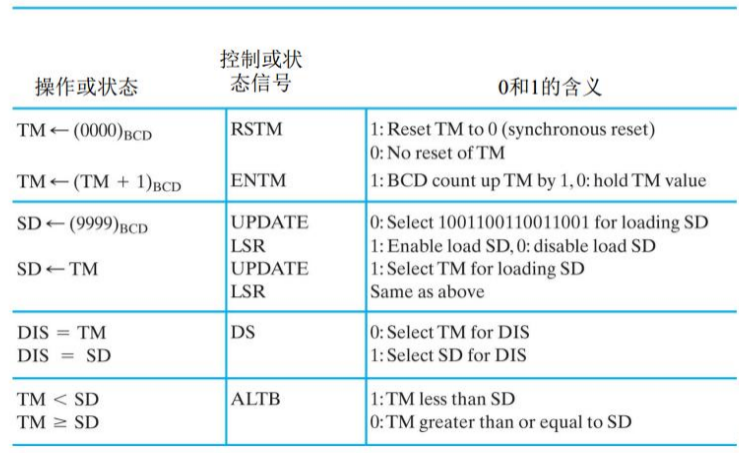 操作或状态 控制或状态信号 0和1的含义
TM ← (0000)BCD RSTM 1: Reset TM to 0 (synchronous reset)
0: No reset of TM
TM ← (TM + 1)BCD ENTM 1: BCD count up TM by 1, 0: hold TM value
SD ← (9999)BCD UPDATE 0: Select 1001100110011001 for loading SD
LSR 1: Enable load SD, 0: disable load SD
SD ← TM UPDATE 1: Select TM for loading SD
LSR Same as above
DIS = TM DS 0: Select TM for DIS
DIS = SD 1: Select SD for DIS
TM < SD ALTB 1: TM less than SD
TM ≥ SD 0: TM greater than or equal to SD